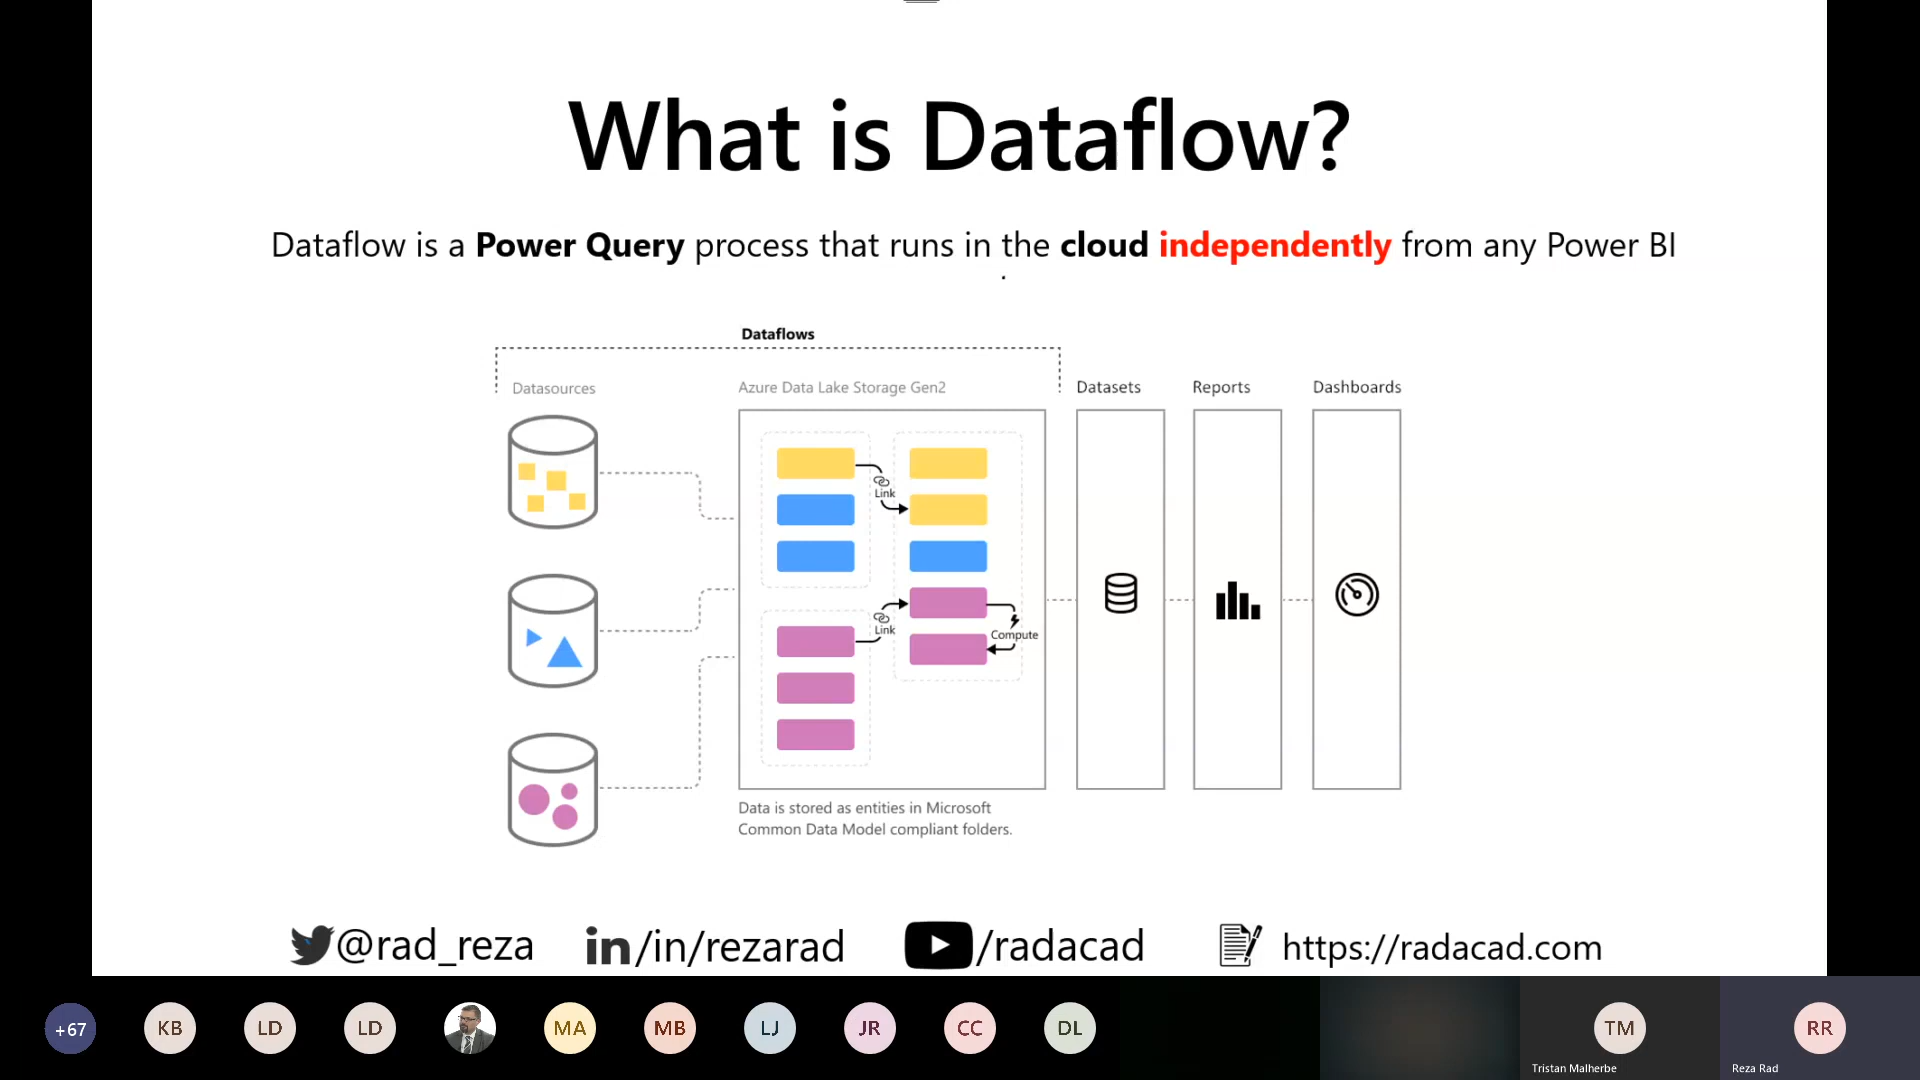 What is Dataflow?
Dataflow is a Power Query process that runs in the cloud independently from any Power BI
.
Dataflows
Datasources
Azure Data Lake Storage Gen2
Datasets
Reports
Dashboards
Link
Link
Compute
Data is stored as entities in Microsoft
Common Data Model compliant folders.
@rad_reza
in/in/rezarad
/radacad
https://radacad.com
+67
KB
LD
LD
MA
MB
LJ
JR
CC
DL
TM
RR
Tristan Malherbe
Reza Rad